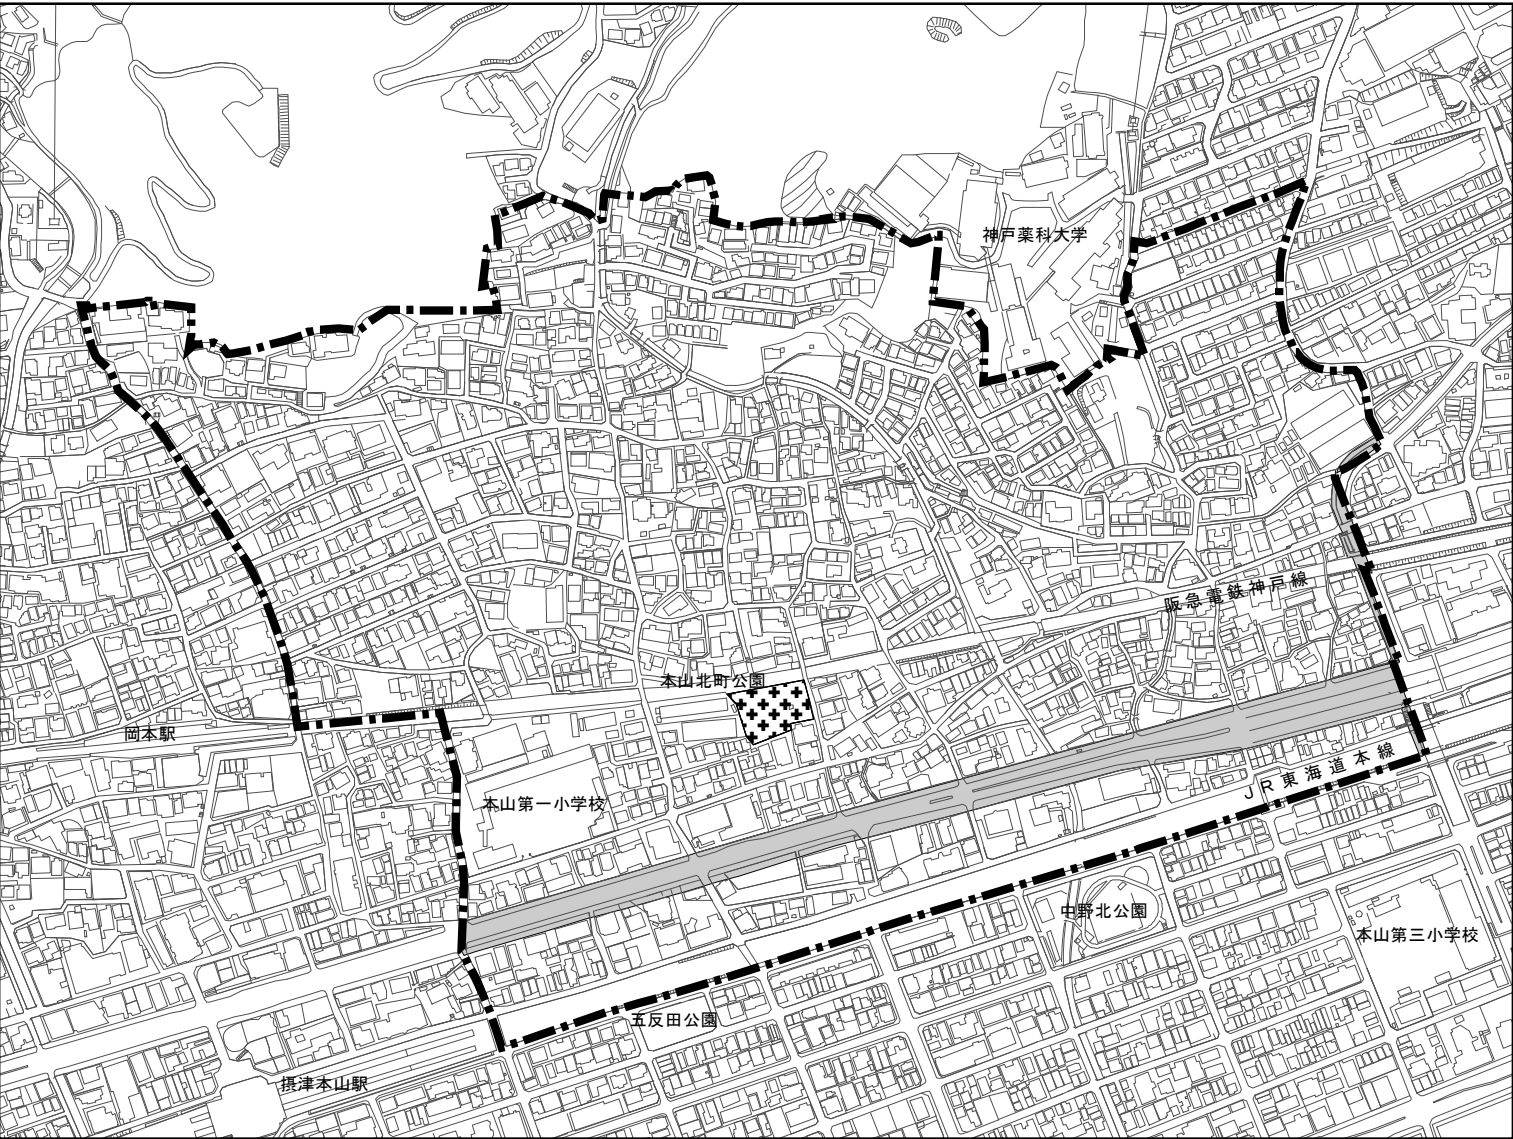 神戸薬科大学
阪急電鉄神戸線
本山北町公園
岡本駅
JR東海道本線
本山第一小学校
中野北公園
本山第三小学校
五反田公園
摂津本山駅